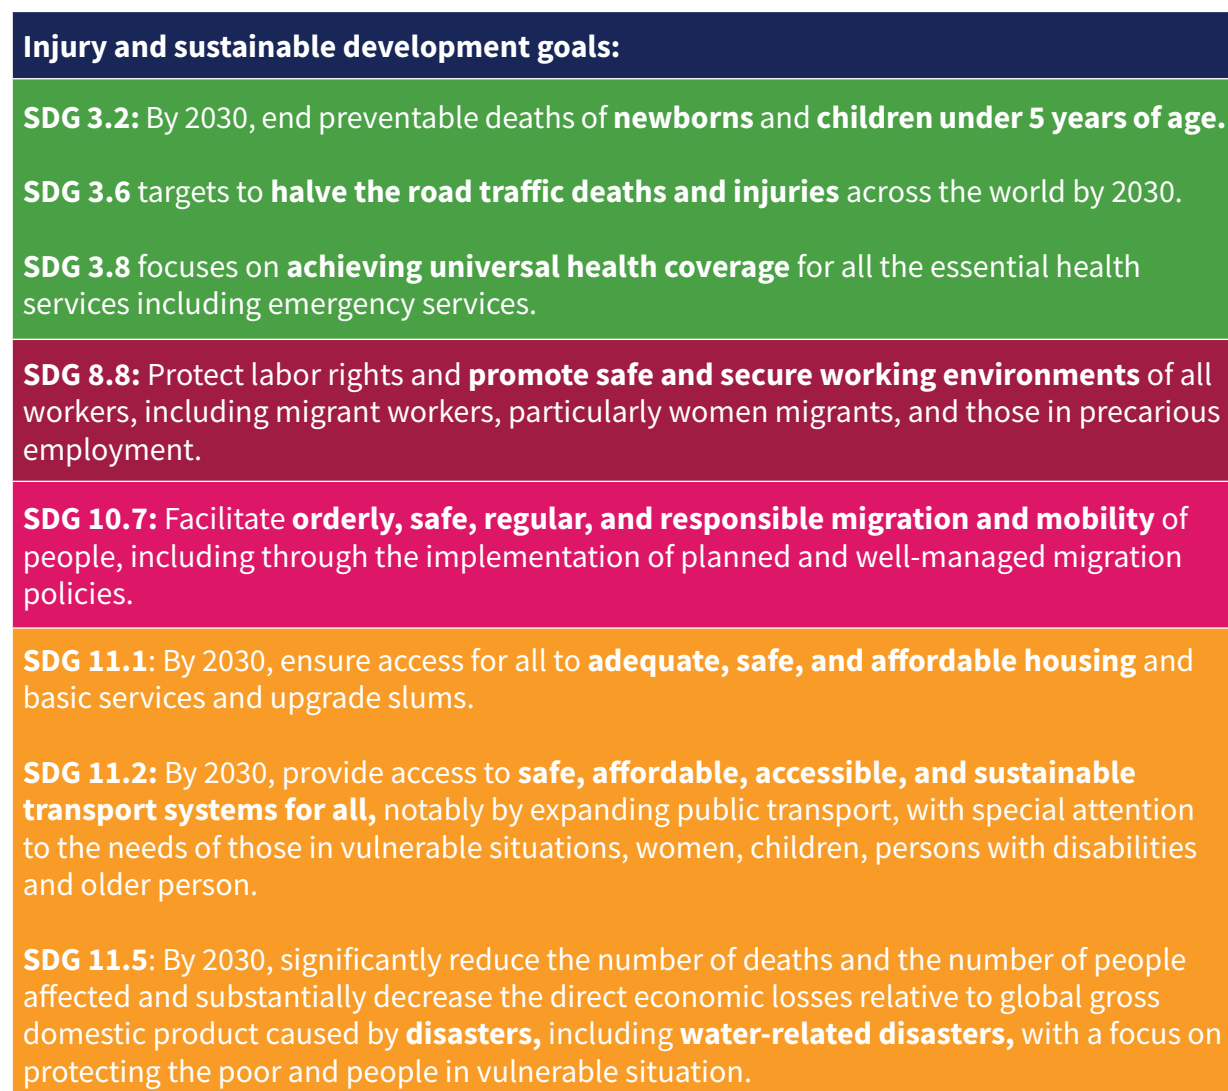 Injury and sustainable development goals:
SDG 3.2: By 2030, end preventable deaths of newborns and children under 5 years of age.
SDG 3.6 targets to halve the road traffic deaths and injuries across the world by 2030.
SDG 3.8 focuses on achieving universal health coverage for all the essential health
services including emergency services.
SDG 8.8: Protect labor rights and promote safe and secure working environments of all
workers, including migrant workers, particularly women migrants, and those in precarious
employment.
SDG 10.7: Facilitate orderly, safe, regular, and responsible migration and mobility of
people, including through the implementation of planned and well-managed migration
policies.
SDG 11.1: By 2030, ensure access for all to adequate, safe, and affordable housing and
basic services and upgrade slums.
SDG 11.2: By 2030, provide access to safe, affordable, accessible, and sustainable
transport systems for all, notably by expanding public transport, with special attention
to the needs of those in vulnerable situations, women, children, persons with disabilities
and older person.
SDG 11.5: By 2030, significantly reduce the number of deaths and the number of people
affected and substantially decrease the direct economic losses relative to global gross
domestic product caused by disasters, including water-related disasters, with a focus on
protecting the poor and people in vulnerable situation.